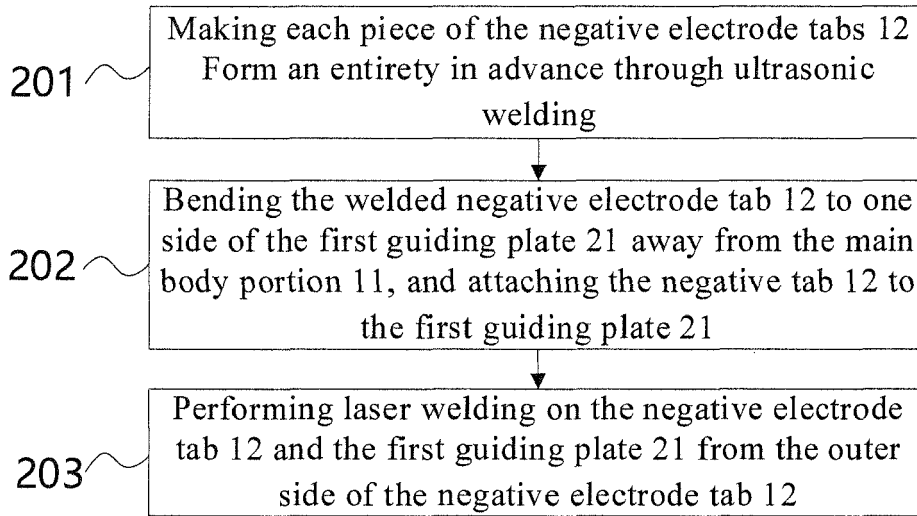 Making each piece of the negative electrode tabs 12
201
Form an entirety in advance through ultrasonic
welding
Bending the welded negative electrode tab 12 to one
side of the first guiding plate 21 away from the main
202
body portion 11, and attaching the negative tab 12 to
the first guiding plate 21
Performing laser welding on the negative electrode
tab 12 and the first guiding plate 21 from the outer
203
side of the negative electrode tab 12